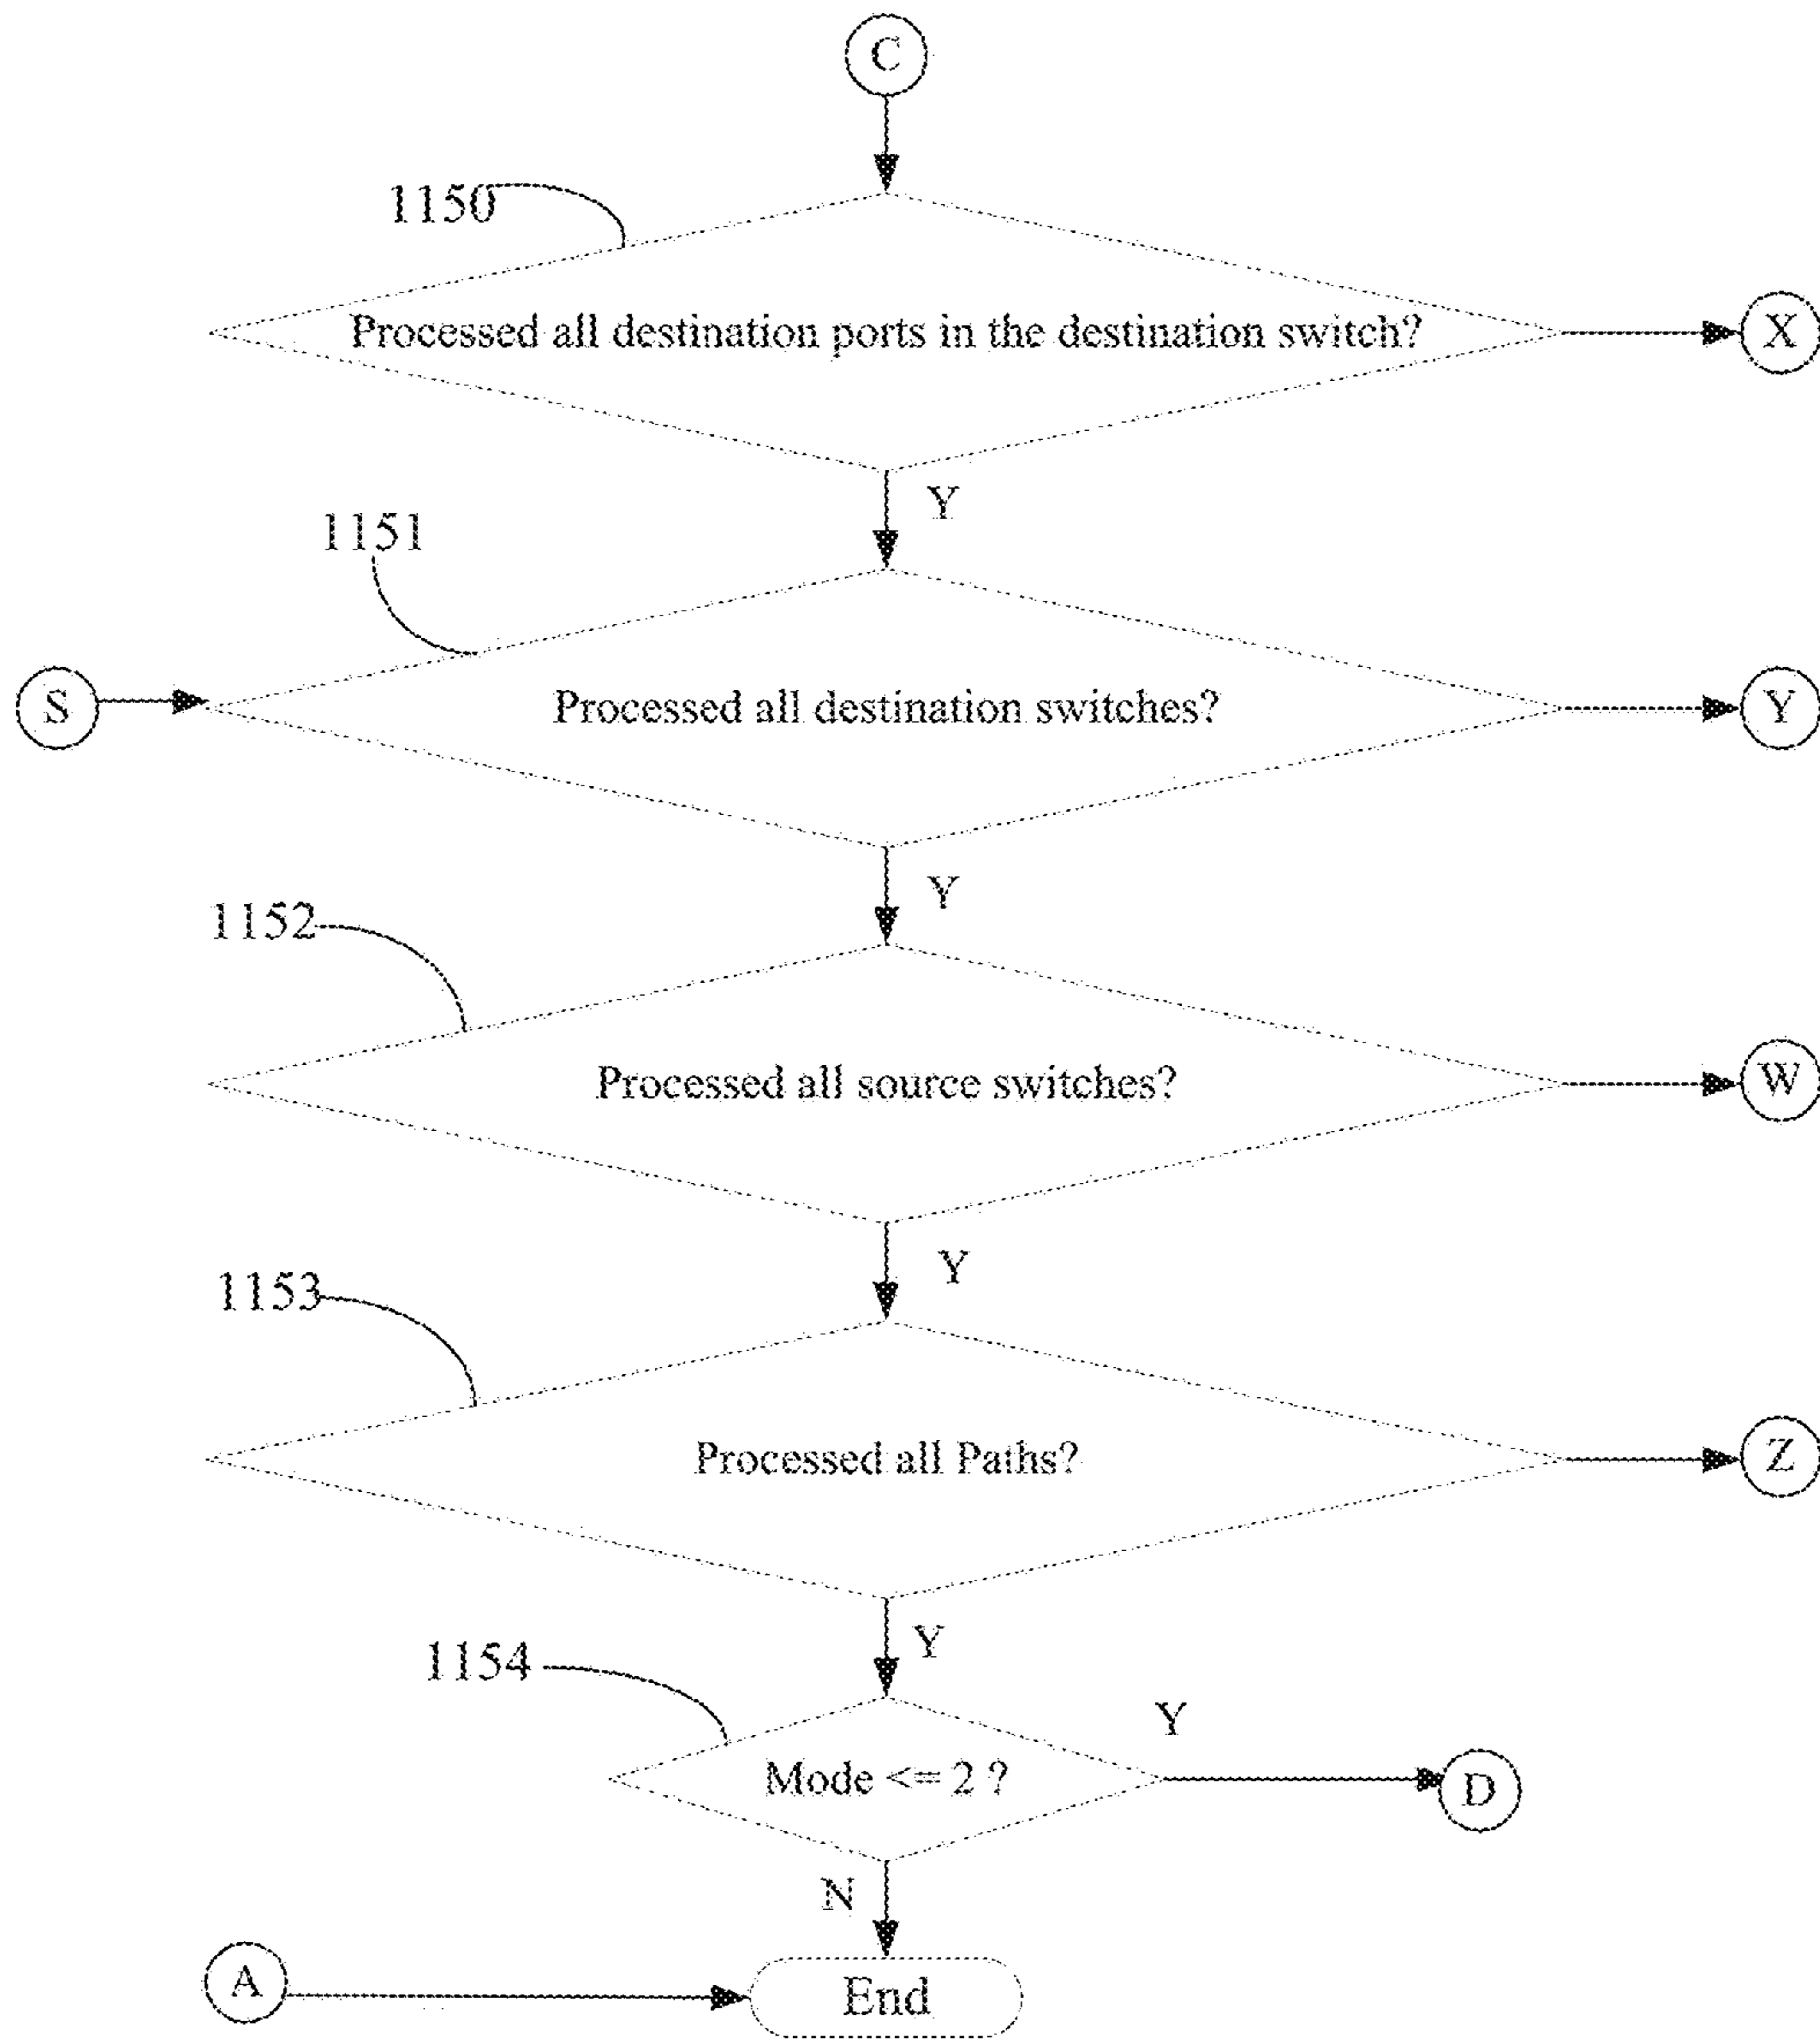 C
1150
Processed all destination ports in the destination switch?
X
Y
1151
S
Processed all destination switches?
Y
Y
1152
Processed all source switches?
W
Y
1153
Processed all Paths?
Z
Y
1154
Y
Mode <= 2 ?
D
N
A
End